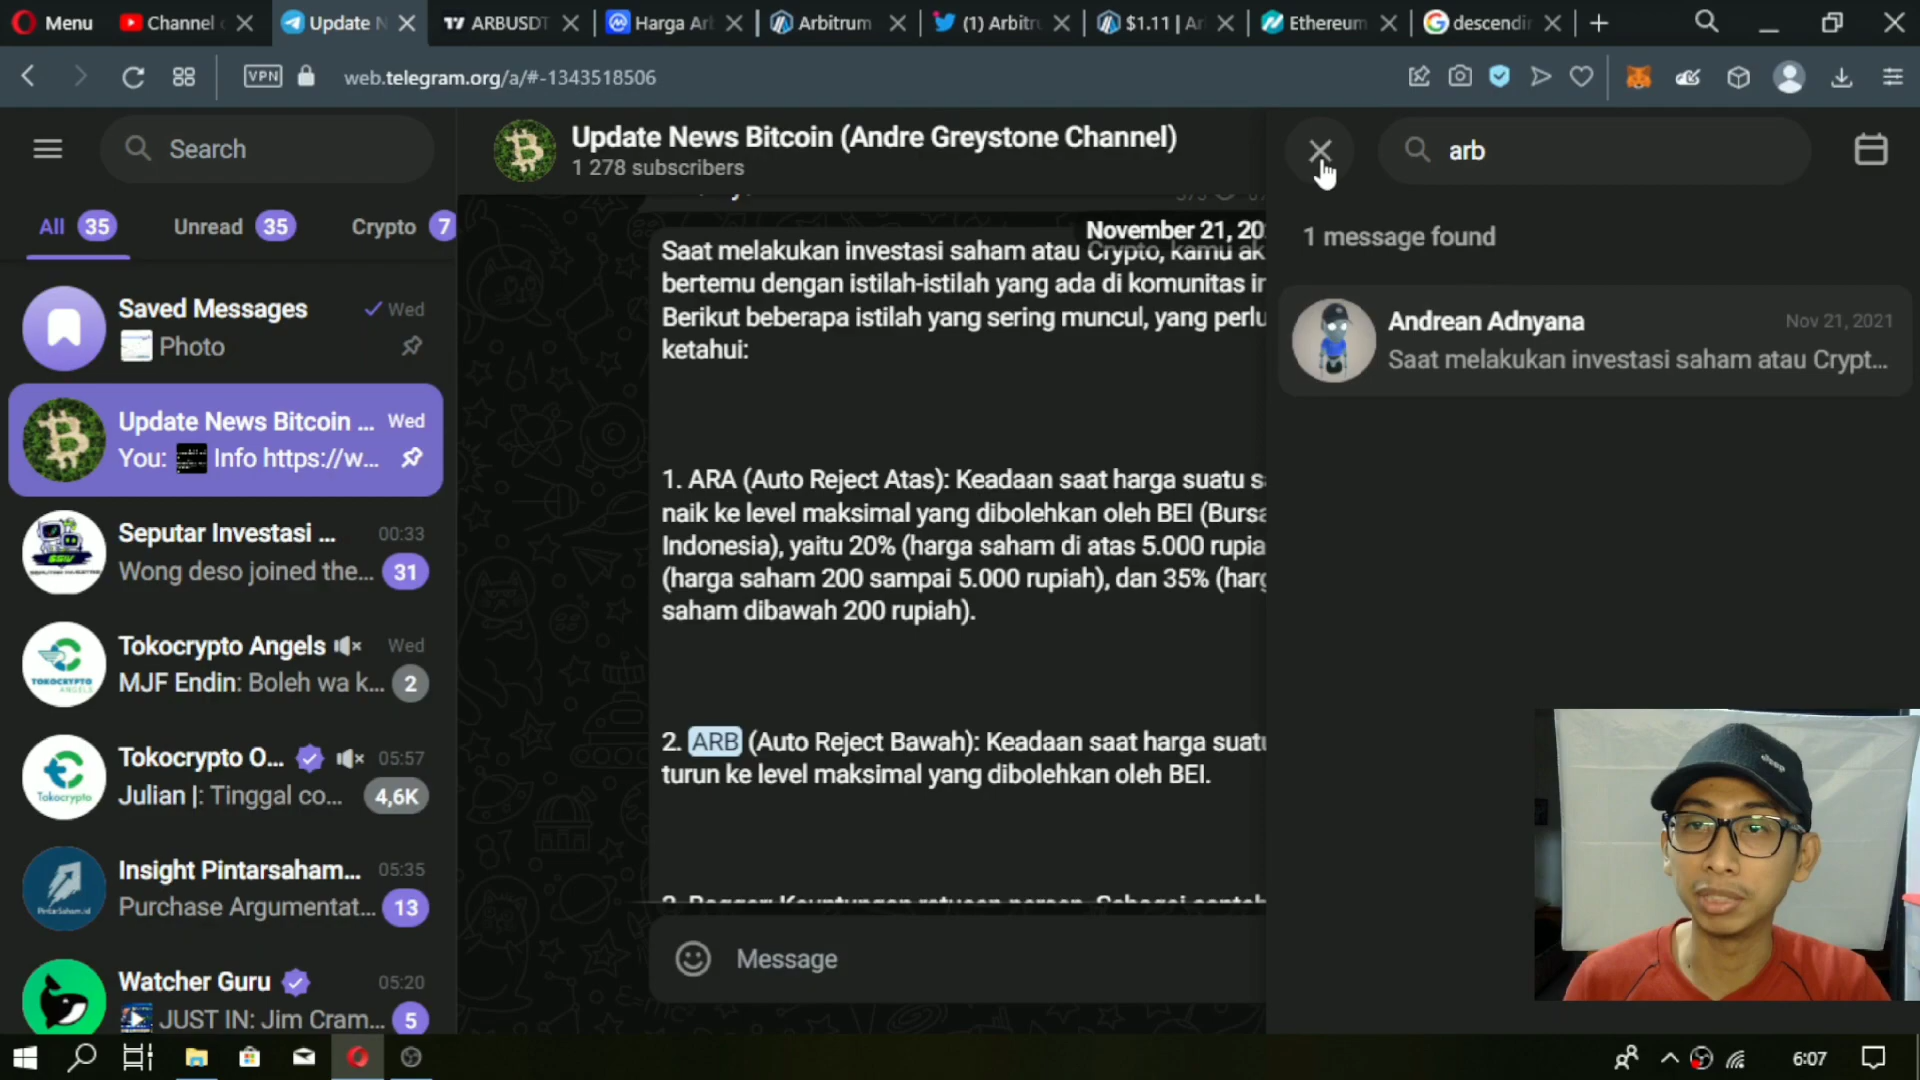 Menu
Channel
Update N
ARBUSDT
Harga Ar
Arbitrum
(1) Arbitru
$1.11 | Ar
Ethereum
descendin
VPN
web.telegram.org/a/#-1343518506
Search
All 35
Unread 35
Crypto 7
Saved Messages
Wed
Photo
Update News Bitcoin ...
Wed
You: Info https://w...
Seputar Investasi ...
00:33
Wong deso joined the...
31
Tokocrypto Angels
Wed
MJF Endin: Boleh wa k...
2
Tokocrypto O...
05:57
Julian |: Tinggal co...
4,6K
Insight Pintarsaham...
05:35
Purchase Argumentat...
13
Watcher Guru
05:20
JUST IN: Jim Cram...
5
Update News Bitcoin (Andre Greystone Channel)
1 278 subscribers
November 21, 20
Saat melakukan investasi saham atau Crypto, kamu ak
bertemu dengan istilah-istilah yang ada di komunitas in
Berikut beberapa istilah yang sering muncul, yang perlu
ketahui:
1. ARA (Auto Reject Atas): Keadaan saat harga suatu s
naik ke level maksimal yang dibolehkan oleh BEI (Bursa
Indonesia), yaitu 20% (harga saham di atas 5.000 rupia
(harga saham 200 sampai 5.000 rupiah), dan 35% (harg
saham dibawah 200 rupiah).
2. ARB (Auto Reject Bawah): Keadaan saat harga suatu
turun ke level maksimal yang dibolehkan oleh BEI.
Message
arb
1 message found
Andrean Adnyana
Nov 21, 2021
Saat melakukan investasi saham atau Crypt...
6:07